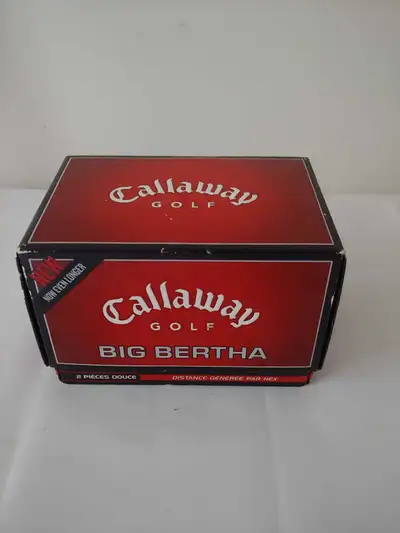 Callaway
GOLF
NEW
NOW EVEN LONGER
Callaway
GOLF
BIG BERTHA
2 PIÈCES DOUCE
DISTANCE GÉNÉRÉE PAR HEX